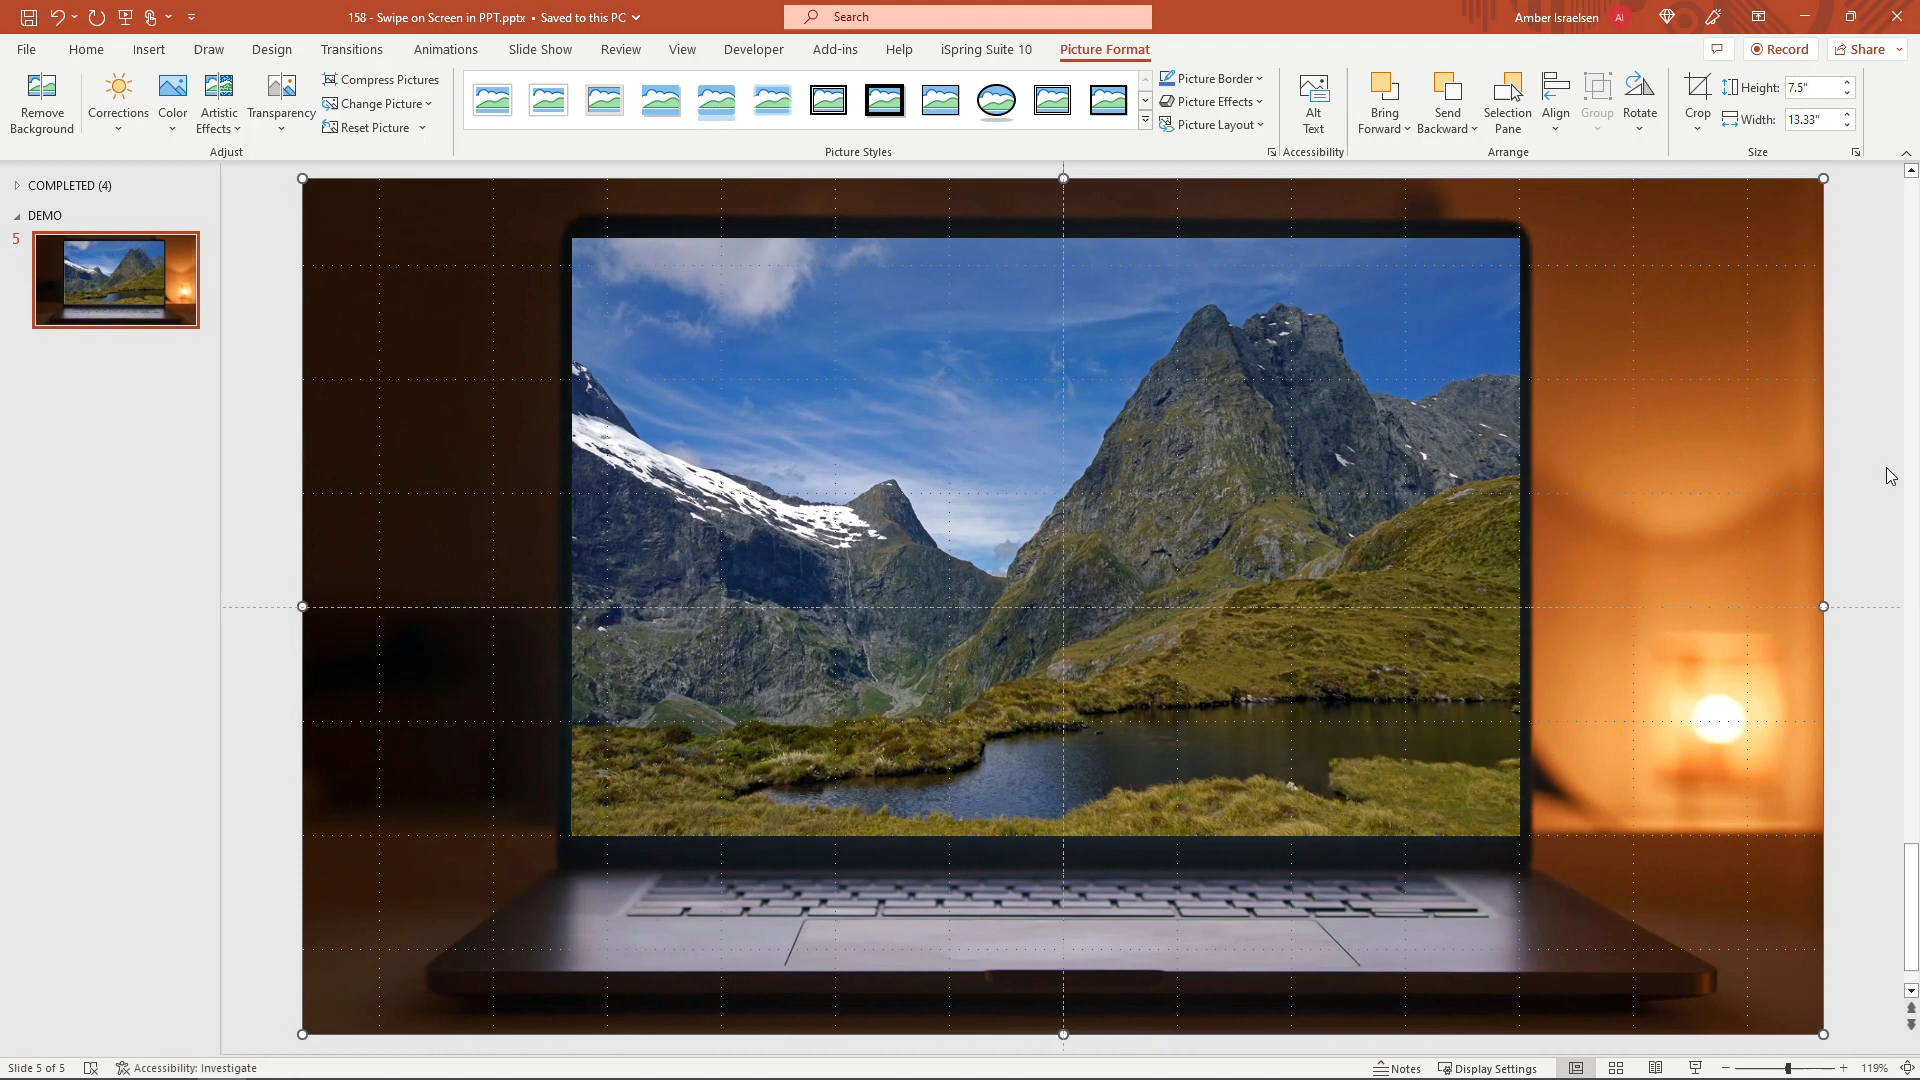 158 - Swipe on Screen in PPT.pptx • Saved to this PC
Search
Amber Israelsen
AI
File Home Insert Draw Design Transitions Animations Slide Show Review View Developer Add-ins Help iSpring Suite 10 Picture Format
Record
Share
Remove Background
Corrections
Color
Artistic Effects
Transparency
Compress Pictures
Change Picture
Reset Picture
Adjust
Picture Styles
Picture Border
Picture Effects
Picture Layout
Alt Text
Accessibility
Bring Forward
Send Backward
Selection Pane
Align
Group
Rotate
Arrange
Crop
Height: 7.5"
Width: 13.33"
Size
COMPLETED (4)
DEMO
5
Slide 5 of 5
Accessibility: Investigate
Notes
Display Settings
119%